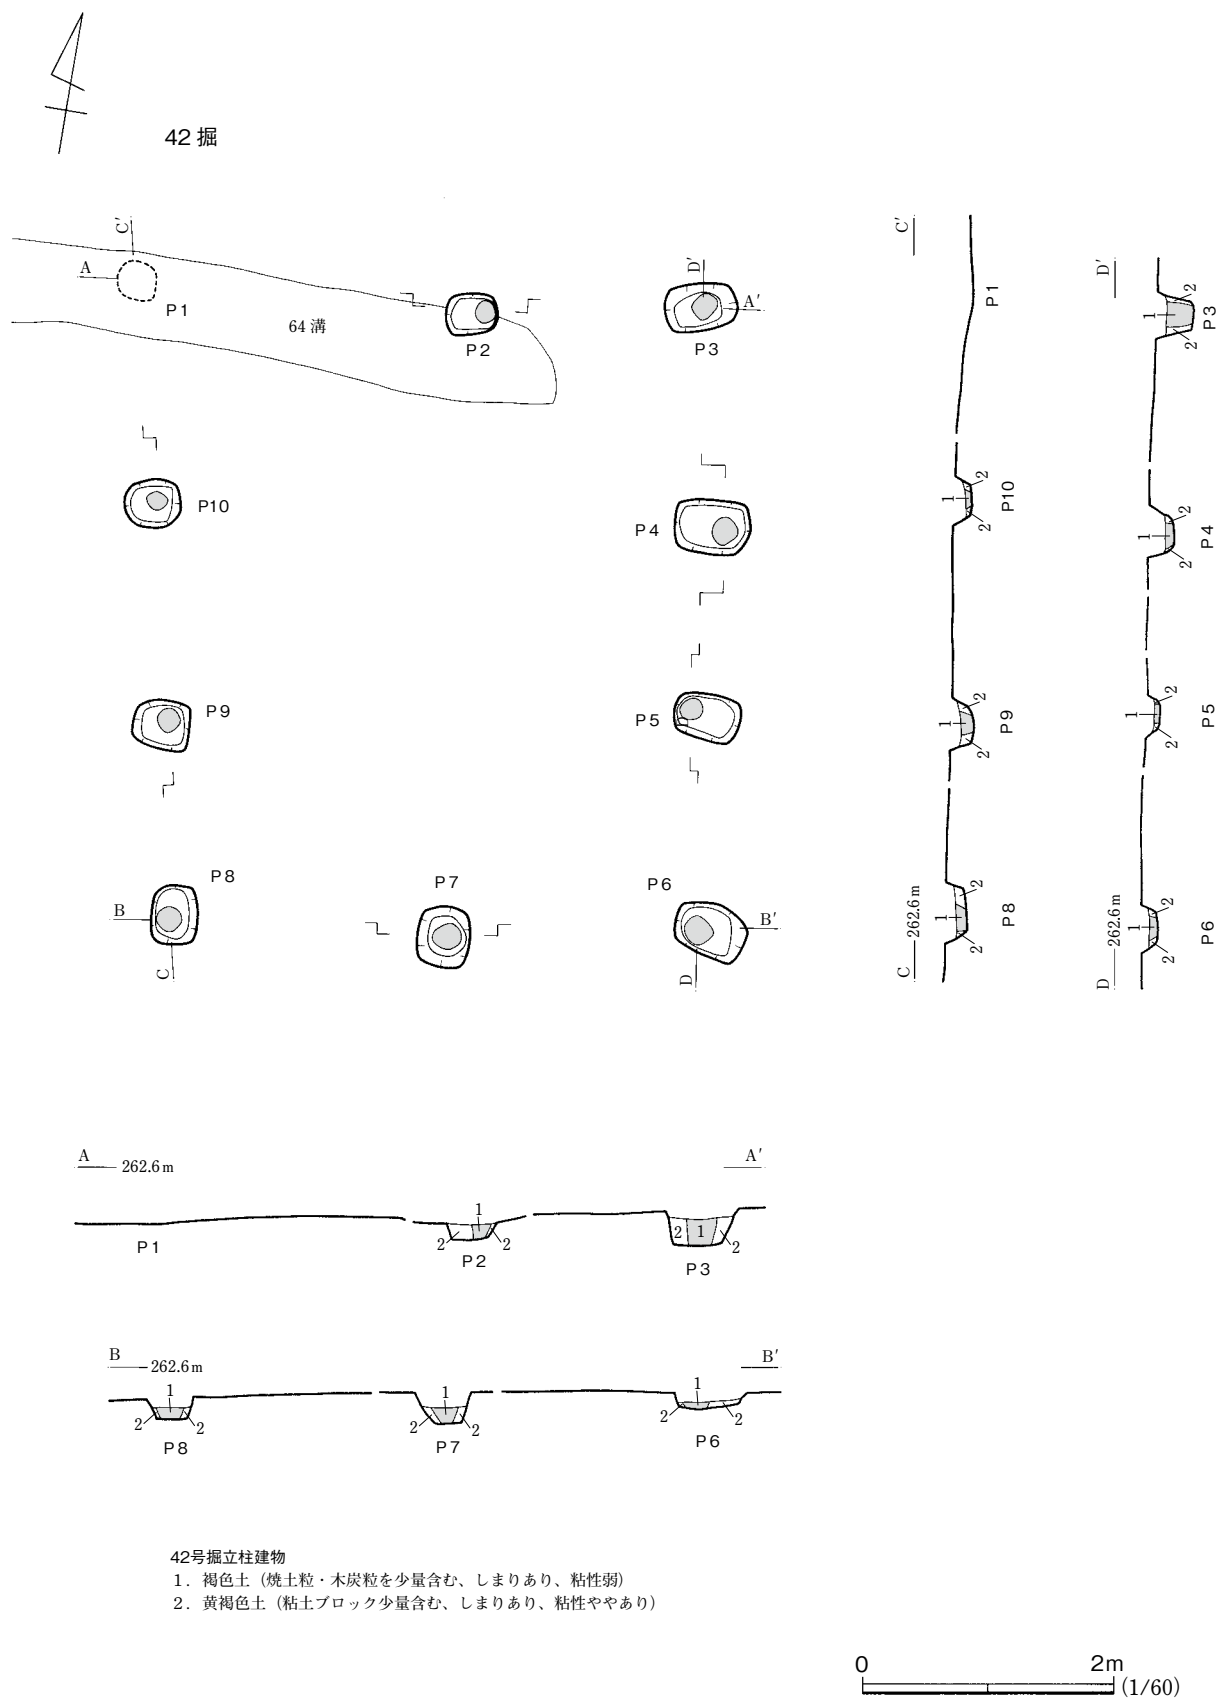 42 掘
C′
A
P1
64 溝
P2
D′
A′
P3
P10
P4
P9
P5
P8
B
C
P7
P6
B′
D
C′
P1
2
1
2
P10
2
1
2
P9
2
1
2
P8
C
262.6 m
D′
2
1
2
P3
2
1
2
P4
2
1
2
P5
2
1
2
P6
D
262.6 m
A
262.6 m
A′
P1
1
2
2
P2
2
1
2
P3
B
262.6 m
B′
1
2
2
P8
1
2
2
P7
1
2
2
P6
42号掘立柱建物
1．褐色土（焼土粒・木炭粒を少量含む、しまりあり、粘性弱）
2．黄褐色土（粘土ブロック少量含む、しまりあり、粘性ややあり）
0
2m
(1/60)